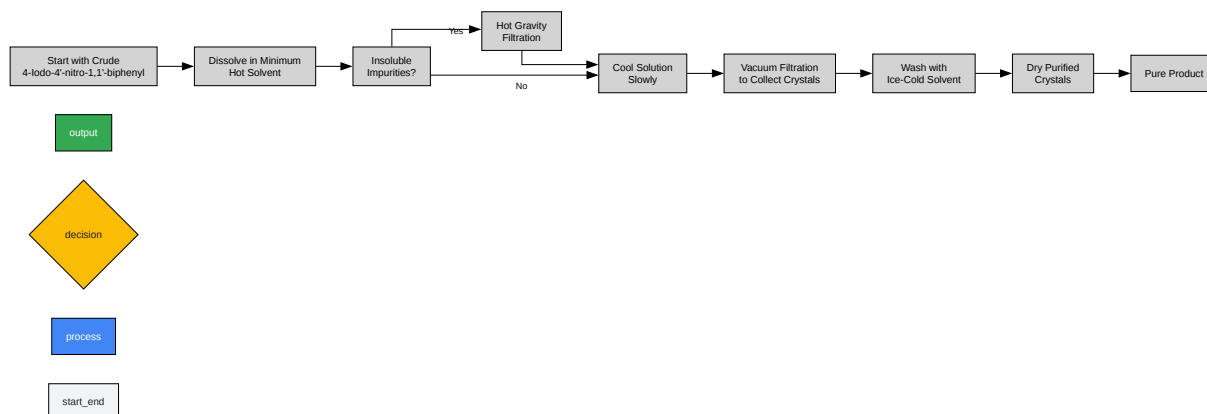 Start with Crude
4-Iodo-4'-nitro-1,1'-biphenyl
Dissolve in Minimum
Hot Solvent
Insoluble
Impurities?
Yes
Hot Gravity
Filtration
No
Cool Solution
Slowly
Vacuum Filtration
to Collect Crystals
Wash with
Ice-Cold Solvent
Dry Purified
Crystals
Pure Product
output
decision
process
start_end